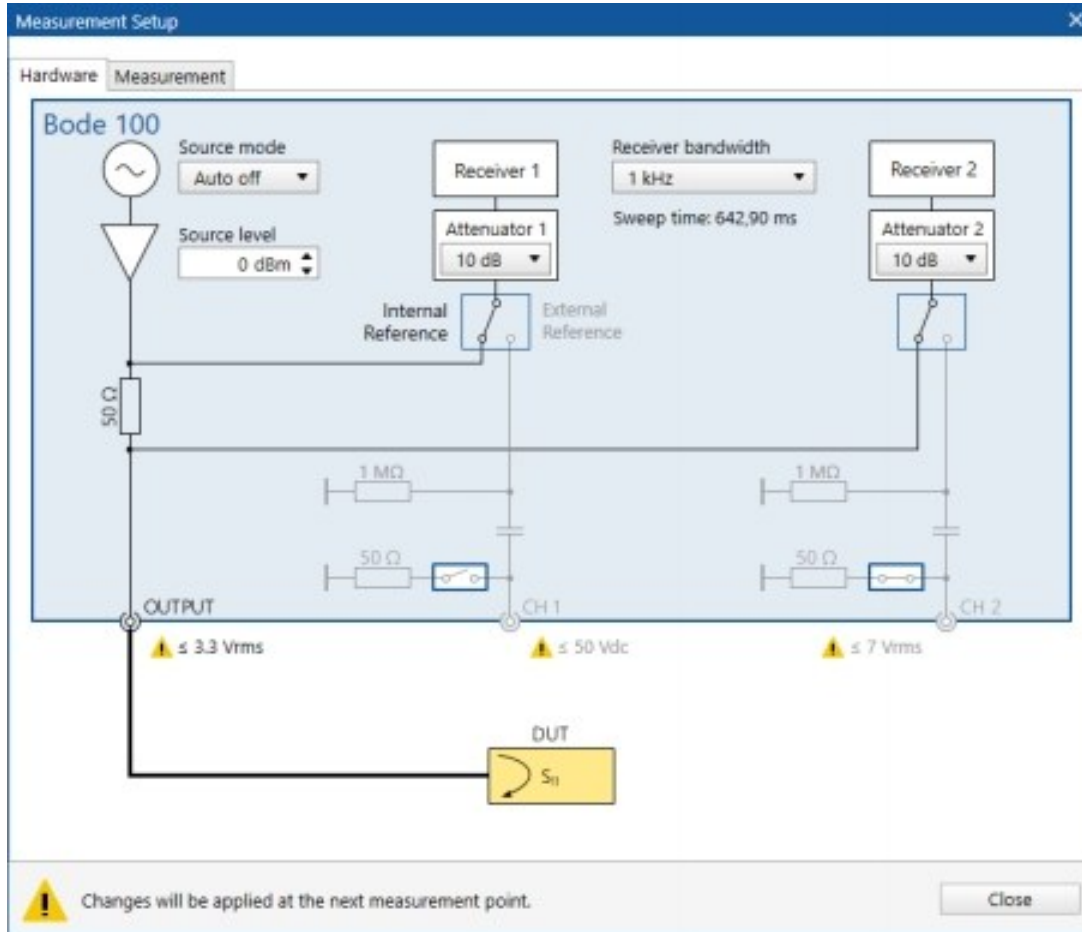 Measurement Setup
Hardware
Measurement
Bode 100
Source mode
Auto off
Source level
0 dBm
Receiver 1
Attenuator 1
10 dB
Internal
Reference
External
Reference
Receiver bandwidth
1 kHz
Sweep time: 642,90 ms
Receiver 2
Attenuator 2
10 dB
50 Ω
1 MΩ
1 MΩ
50 Ω
50 Ω
OUTPUT
CH 1
CH 2
≤ 3.3 Vrms
≤ 50 Vdc
≤ 7 Vrms
DUT
S₁₁
Changes will be applied at the next measurement point.
Close